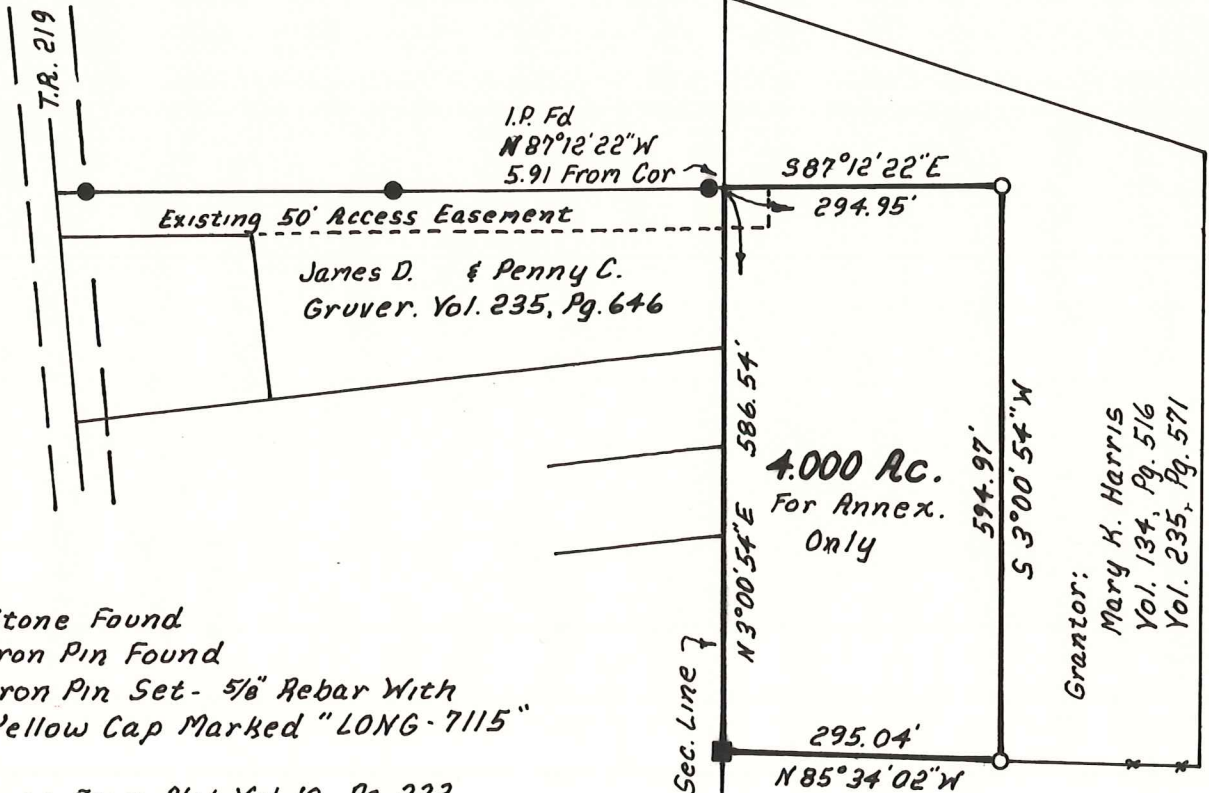 T.R. 219
I.P. Fd
N 87°12'22"W
5.91 From Cor
S87°12'22"E
294.95'
Existing 50' Access Easement
James D. & Penny C.
Gruver. Vol. 235, Pg. 646
N 3°00'54"E 586.54'
4.000 Ac.
For Annex.
Only
594.97'
S 3°00'54"W
Grantor:
Mary K. Harris
Vol. 134, Pg. 516
Vol. 235, Pg. 571
tone Found
ron Pin Found
ron Pin Set - 5/8" Rebar With
Yellow Cap Marked "LONG - 7115"
Sec. Line
295.04'
N 85°34'02"W